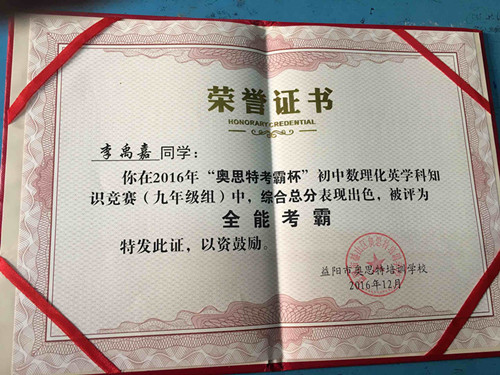 荣誉证书
HONORARY CREDENTIAL
李禹嘉 同学：
你在2016年“奥思特考霸杯”初中数理化英学科知
识竞赛（九年级组）中，综合总分表现出色，被评为
全能考霸
特发此证，以资鼓励。
益阳市奥思特培训学校
2016年12月